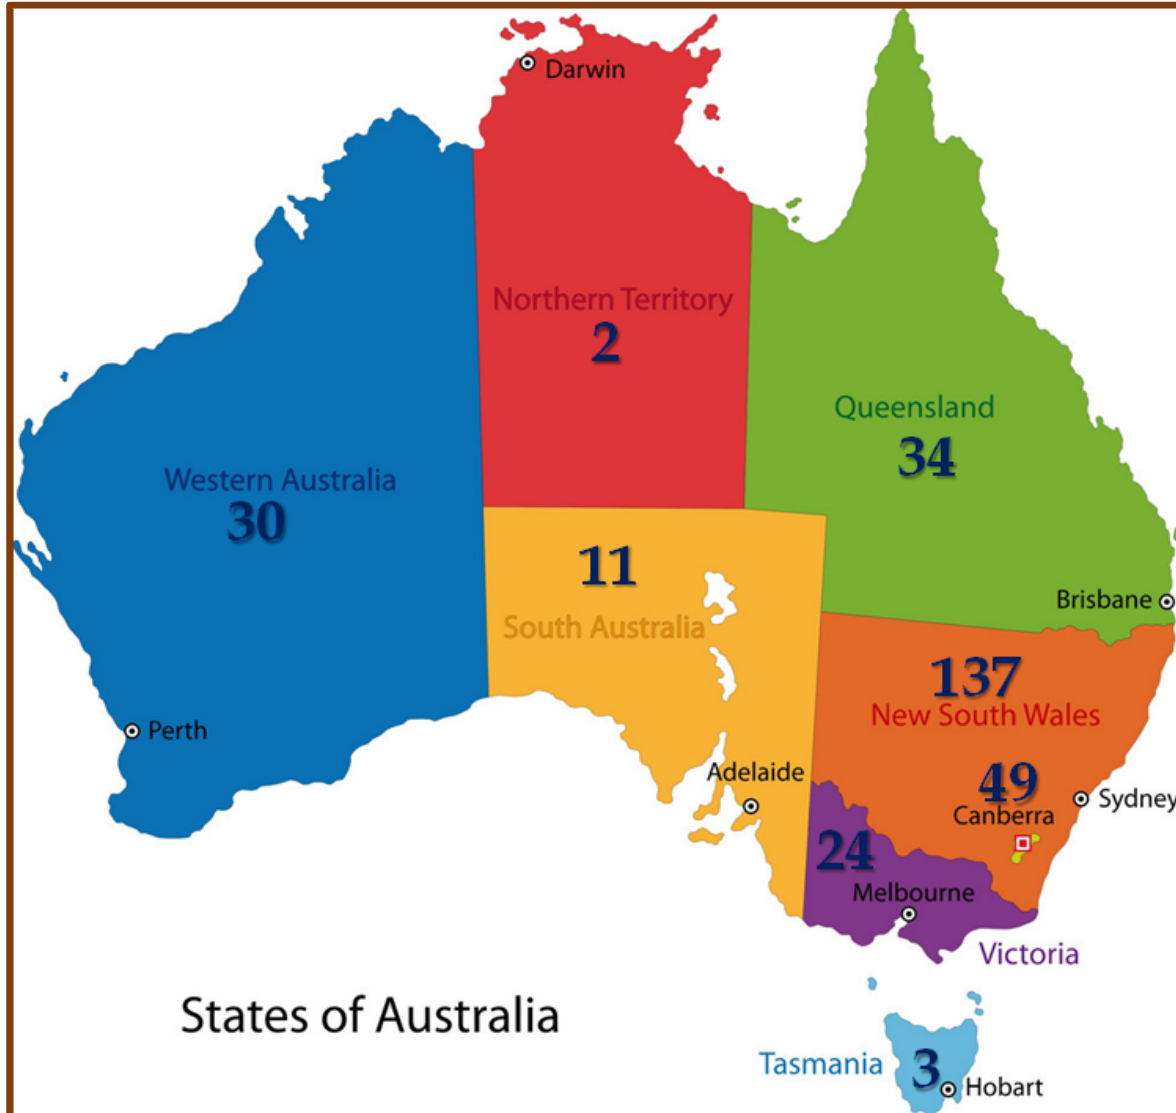 Darwin
Northern Territory
2
Queensland
34
Western Australia
30
11
South Australia
Brisbane
137
New South Wales
Perth
Adelaide
49
Sydney
Canberra
24
Melbourne
Victoria
States of Australia
Tasmania
3
Hobart